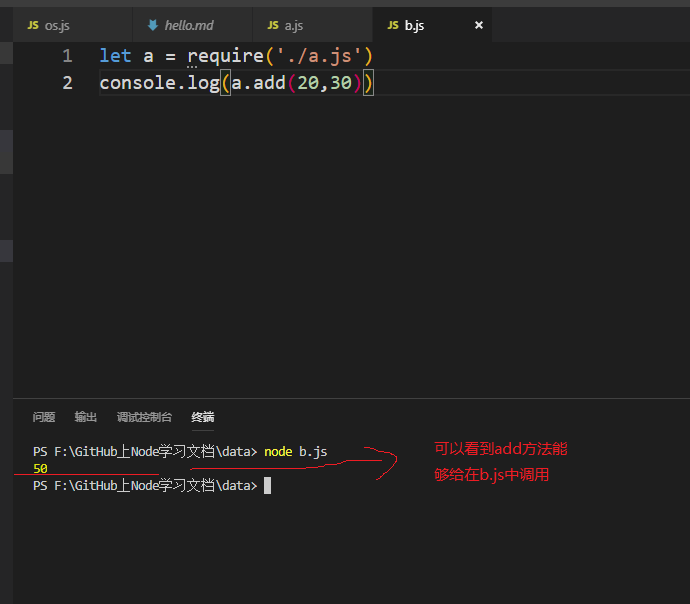 JS os.js
hello.md
JS a.js
JS b.js ×
1 let a = require('./a.js')
2 console.log(a.add(20,30))
问题 输出 调试控制台 终端
PS F:\GitHub上Node学习文档\data> node b.js
50
PS F:\GitHub上Node学习文档\data>
可以看到add方法能
够给在b.js中调用